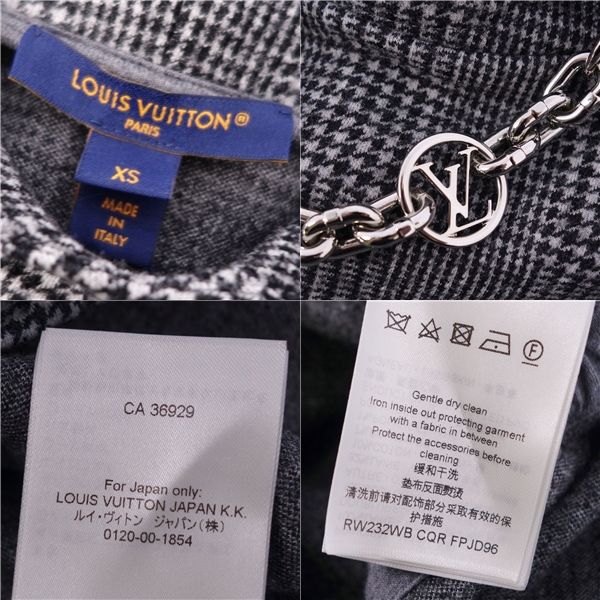 LOUIS VUITTON®
PARIS
XS
MADE
IN
ITALY
LV
CA 36929
For Japan only:
LOUIS VUITTON JAPAN K.K.
ルイ・ヴィトン ジャパン(株)
0120-00-1854
Gentle dry clean
Iron inside out protecting garment
with a fabric in between
Protect the accessories before
cleaning
缓和干洗
垫布反面熨烫
清洗前请对配饰部分采取有效的保
护措施
RW232WB CQR FPJD96